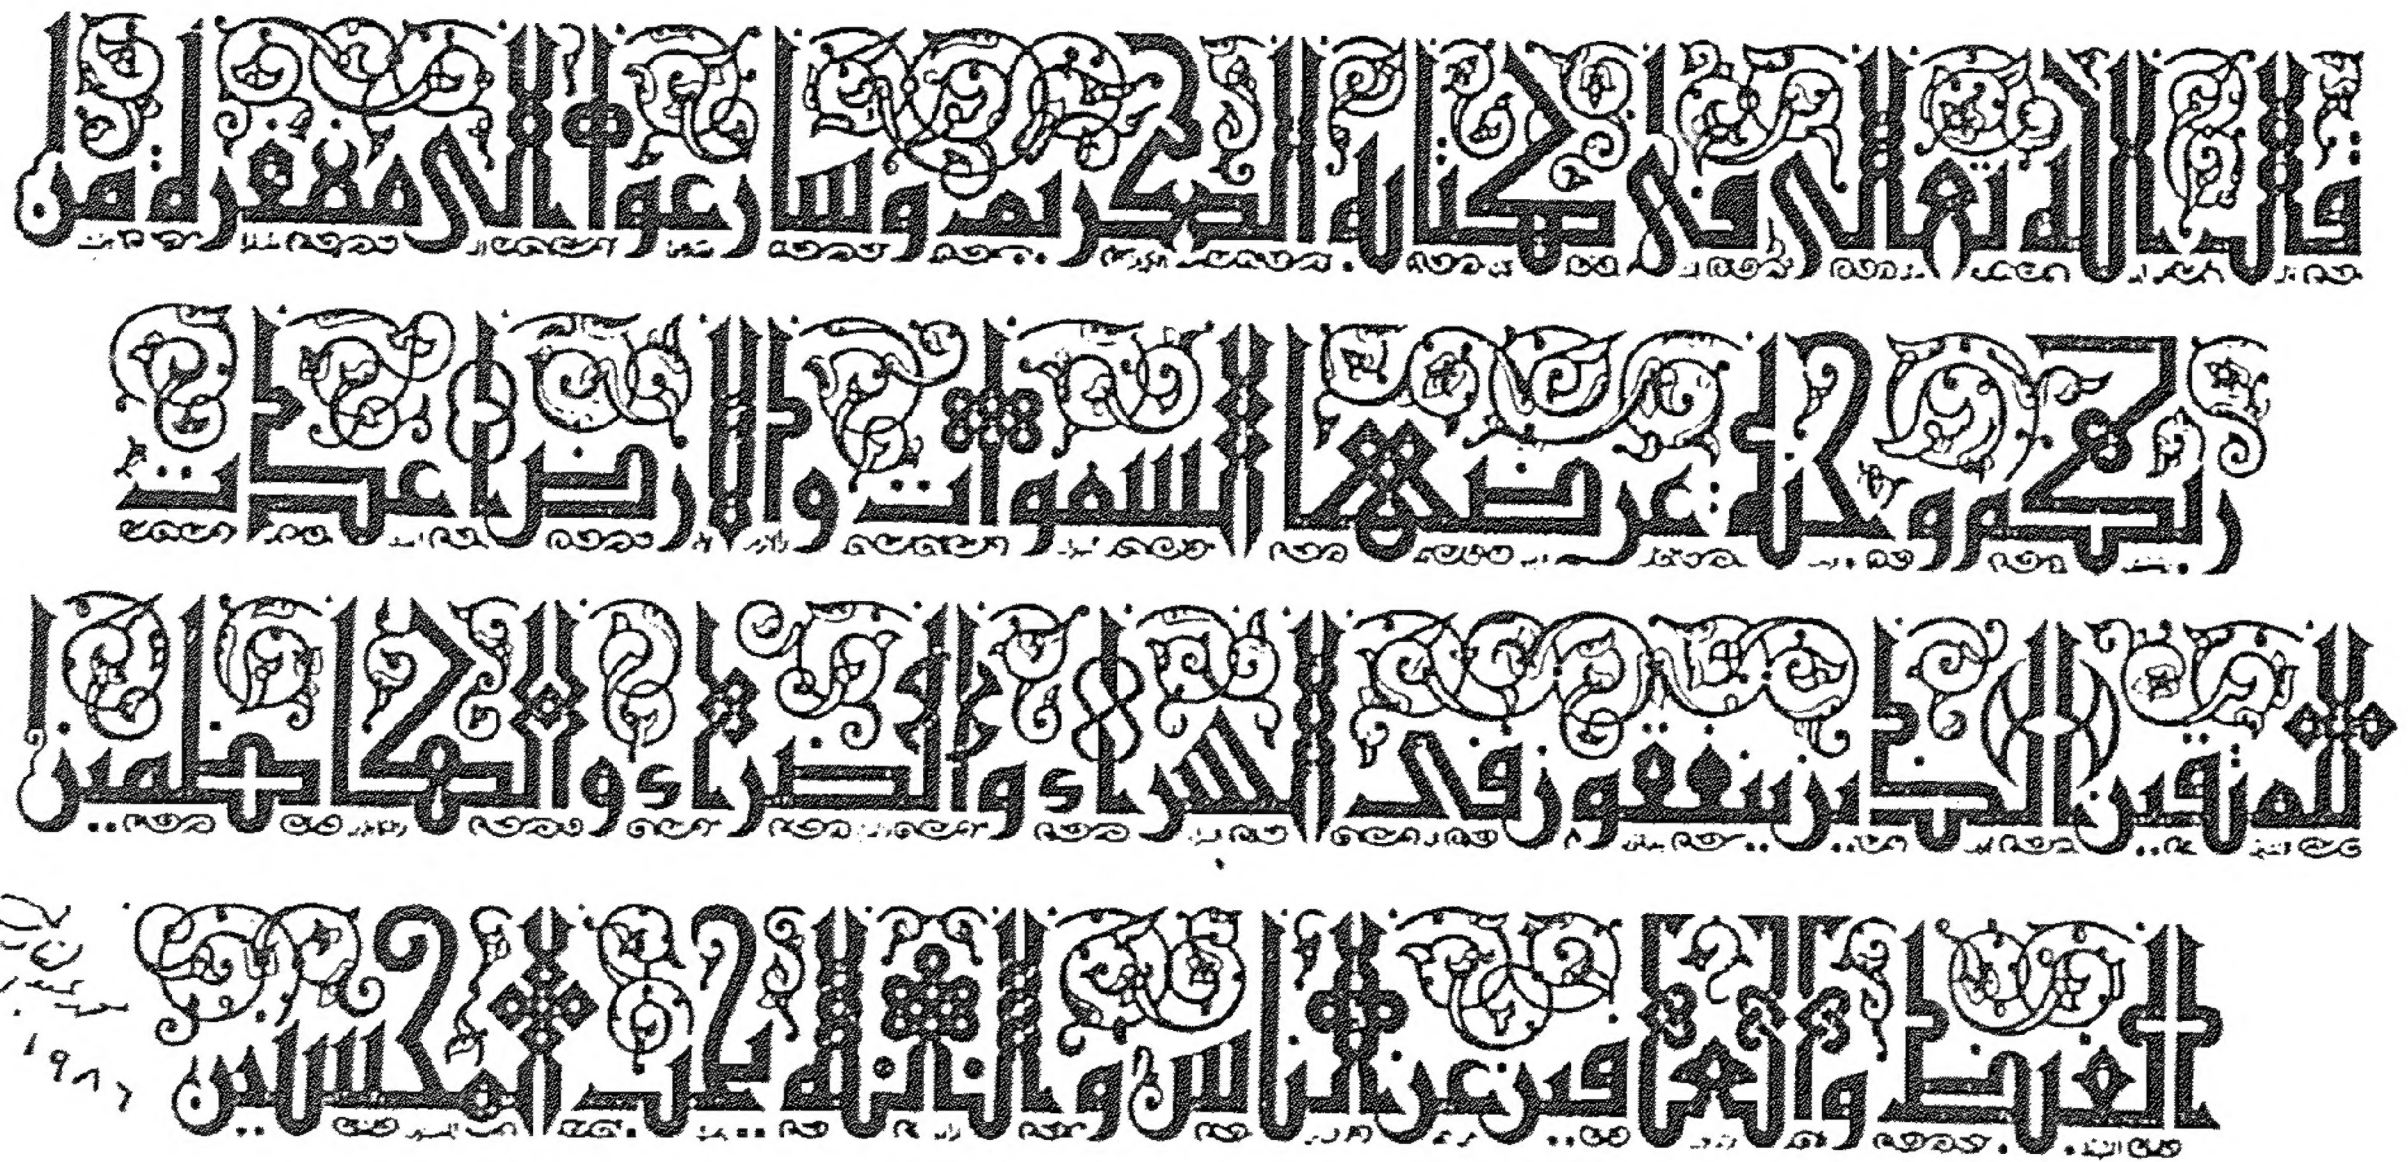 قال الله تعالى في كتابه الكريم وسارعوا الى مغفرة من
ربكم وجنة عرضها السموات والارض اعدت
للمتقين الذين ينفقون في السراء والضراء والكاظمين
الغيظ والعافين عن الناس والله يحب المحسنين